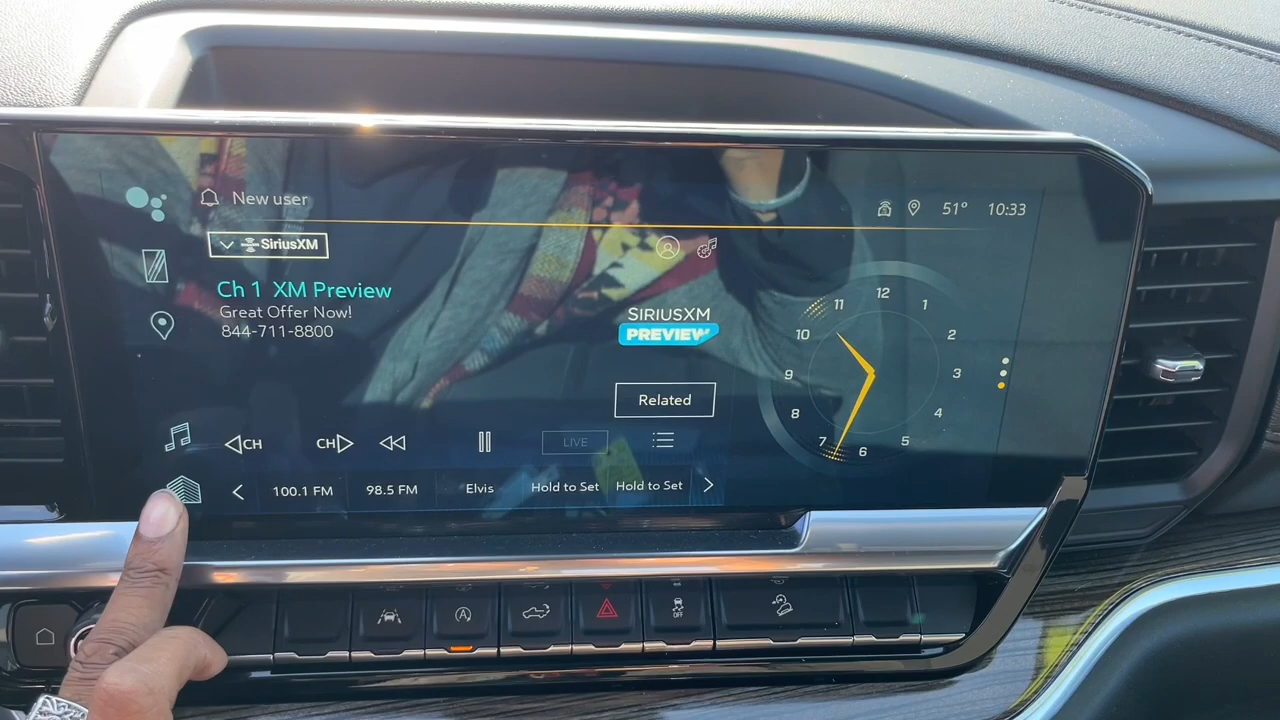 New user
51° 10:33
SiriusXM
Ch 1 XM Preview
Great Offer Now!
844-711-8800
SIRIUSXM
PREVIEW
Related
CH
CH
LIVE
100.1 FM
98.5 FM
Elvis
Hold to Set
Hold to Set
12
1
2
3
4
5
6
7
8
9
10
11
A
OFF